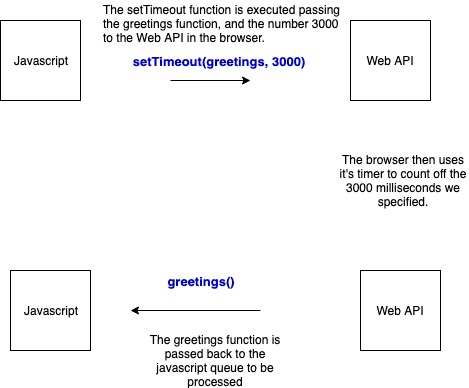 The setTimeout function is executed passing
the greetings function, and the number 3000
to the Web API in the browser.
Javascript
setTimeout(greetings, 3000)
Web API
The browser then uses
it's timer to count off the
3000 milliseconds we
specified.
greetings()
Javascript
Web API
The greetings function is
passed back to the
javascript queue to be
processed